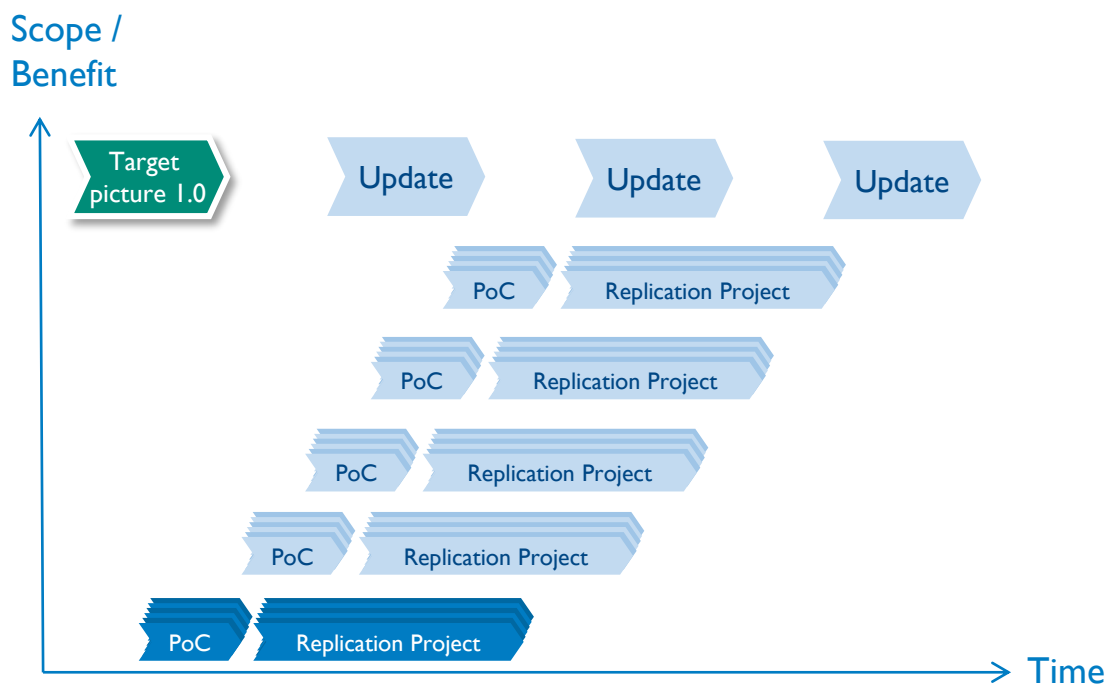 Scope /
Benefit
Target
picture 1.0
Update
Update
Update
PoC
Replication Project
PoC
Replication Project
PoC
Replication Project
PoC
Replication Project
PoC
Replication Project
Time